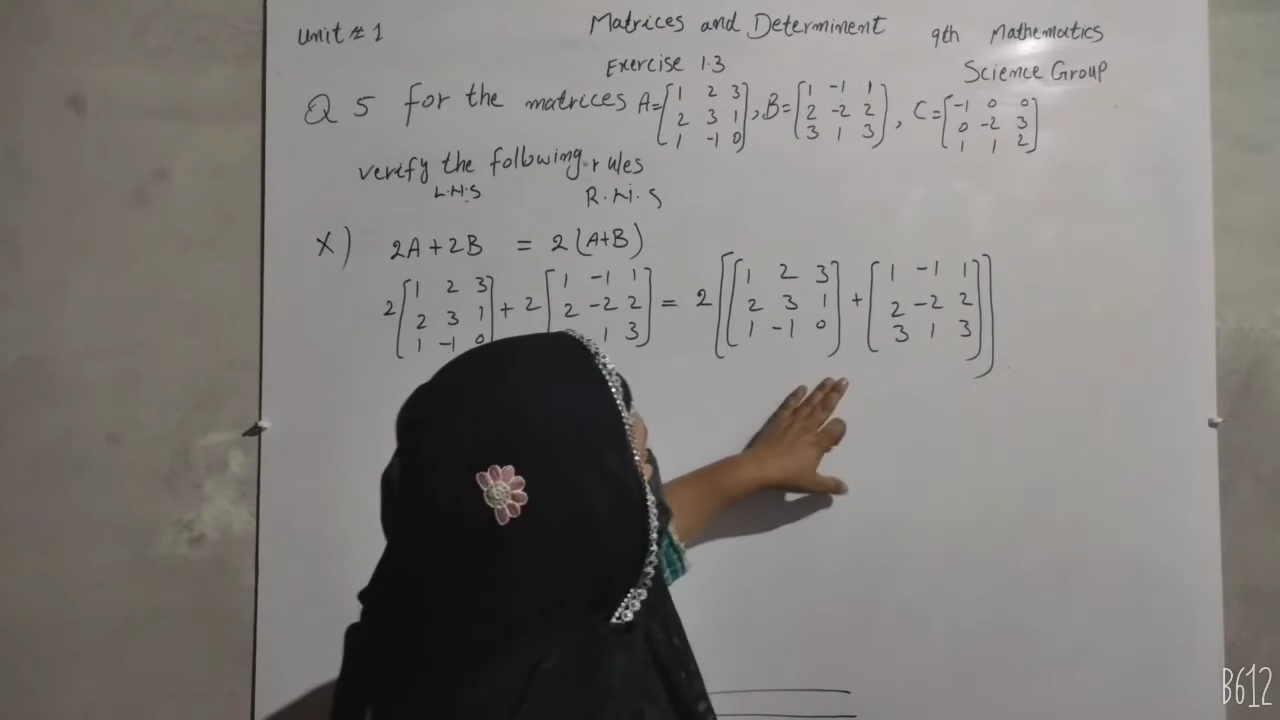 Unit # 1 Matrices and Determinent 9th Mathematics
Exercise 1.3 Science Group
Q 5 for the matrices A=[1 2 3
2 3 1
1 -1 0], B=[1 -1 1
2 -2 2
3 1 3], C=[-1 0 0
0 -2 3
1 1 2]
verify the following rules
L.H.S R.H.S
X) 2A+2B = 2(A+B)
2[1 2 3
2 3 1
1 -1 0] + 2[1 -1 1
2 -2 2
1 3] = 2[[1 2 3
2 3 1
1 -1 0] + [1 -1 1
2 -2 2
3 1 3]]
B612